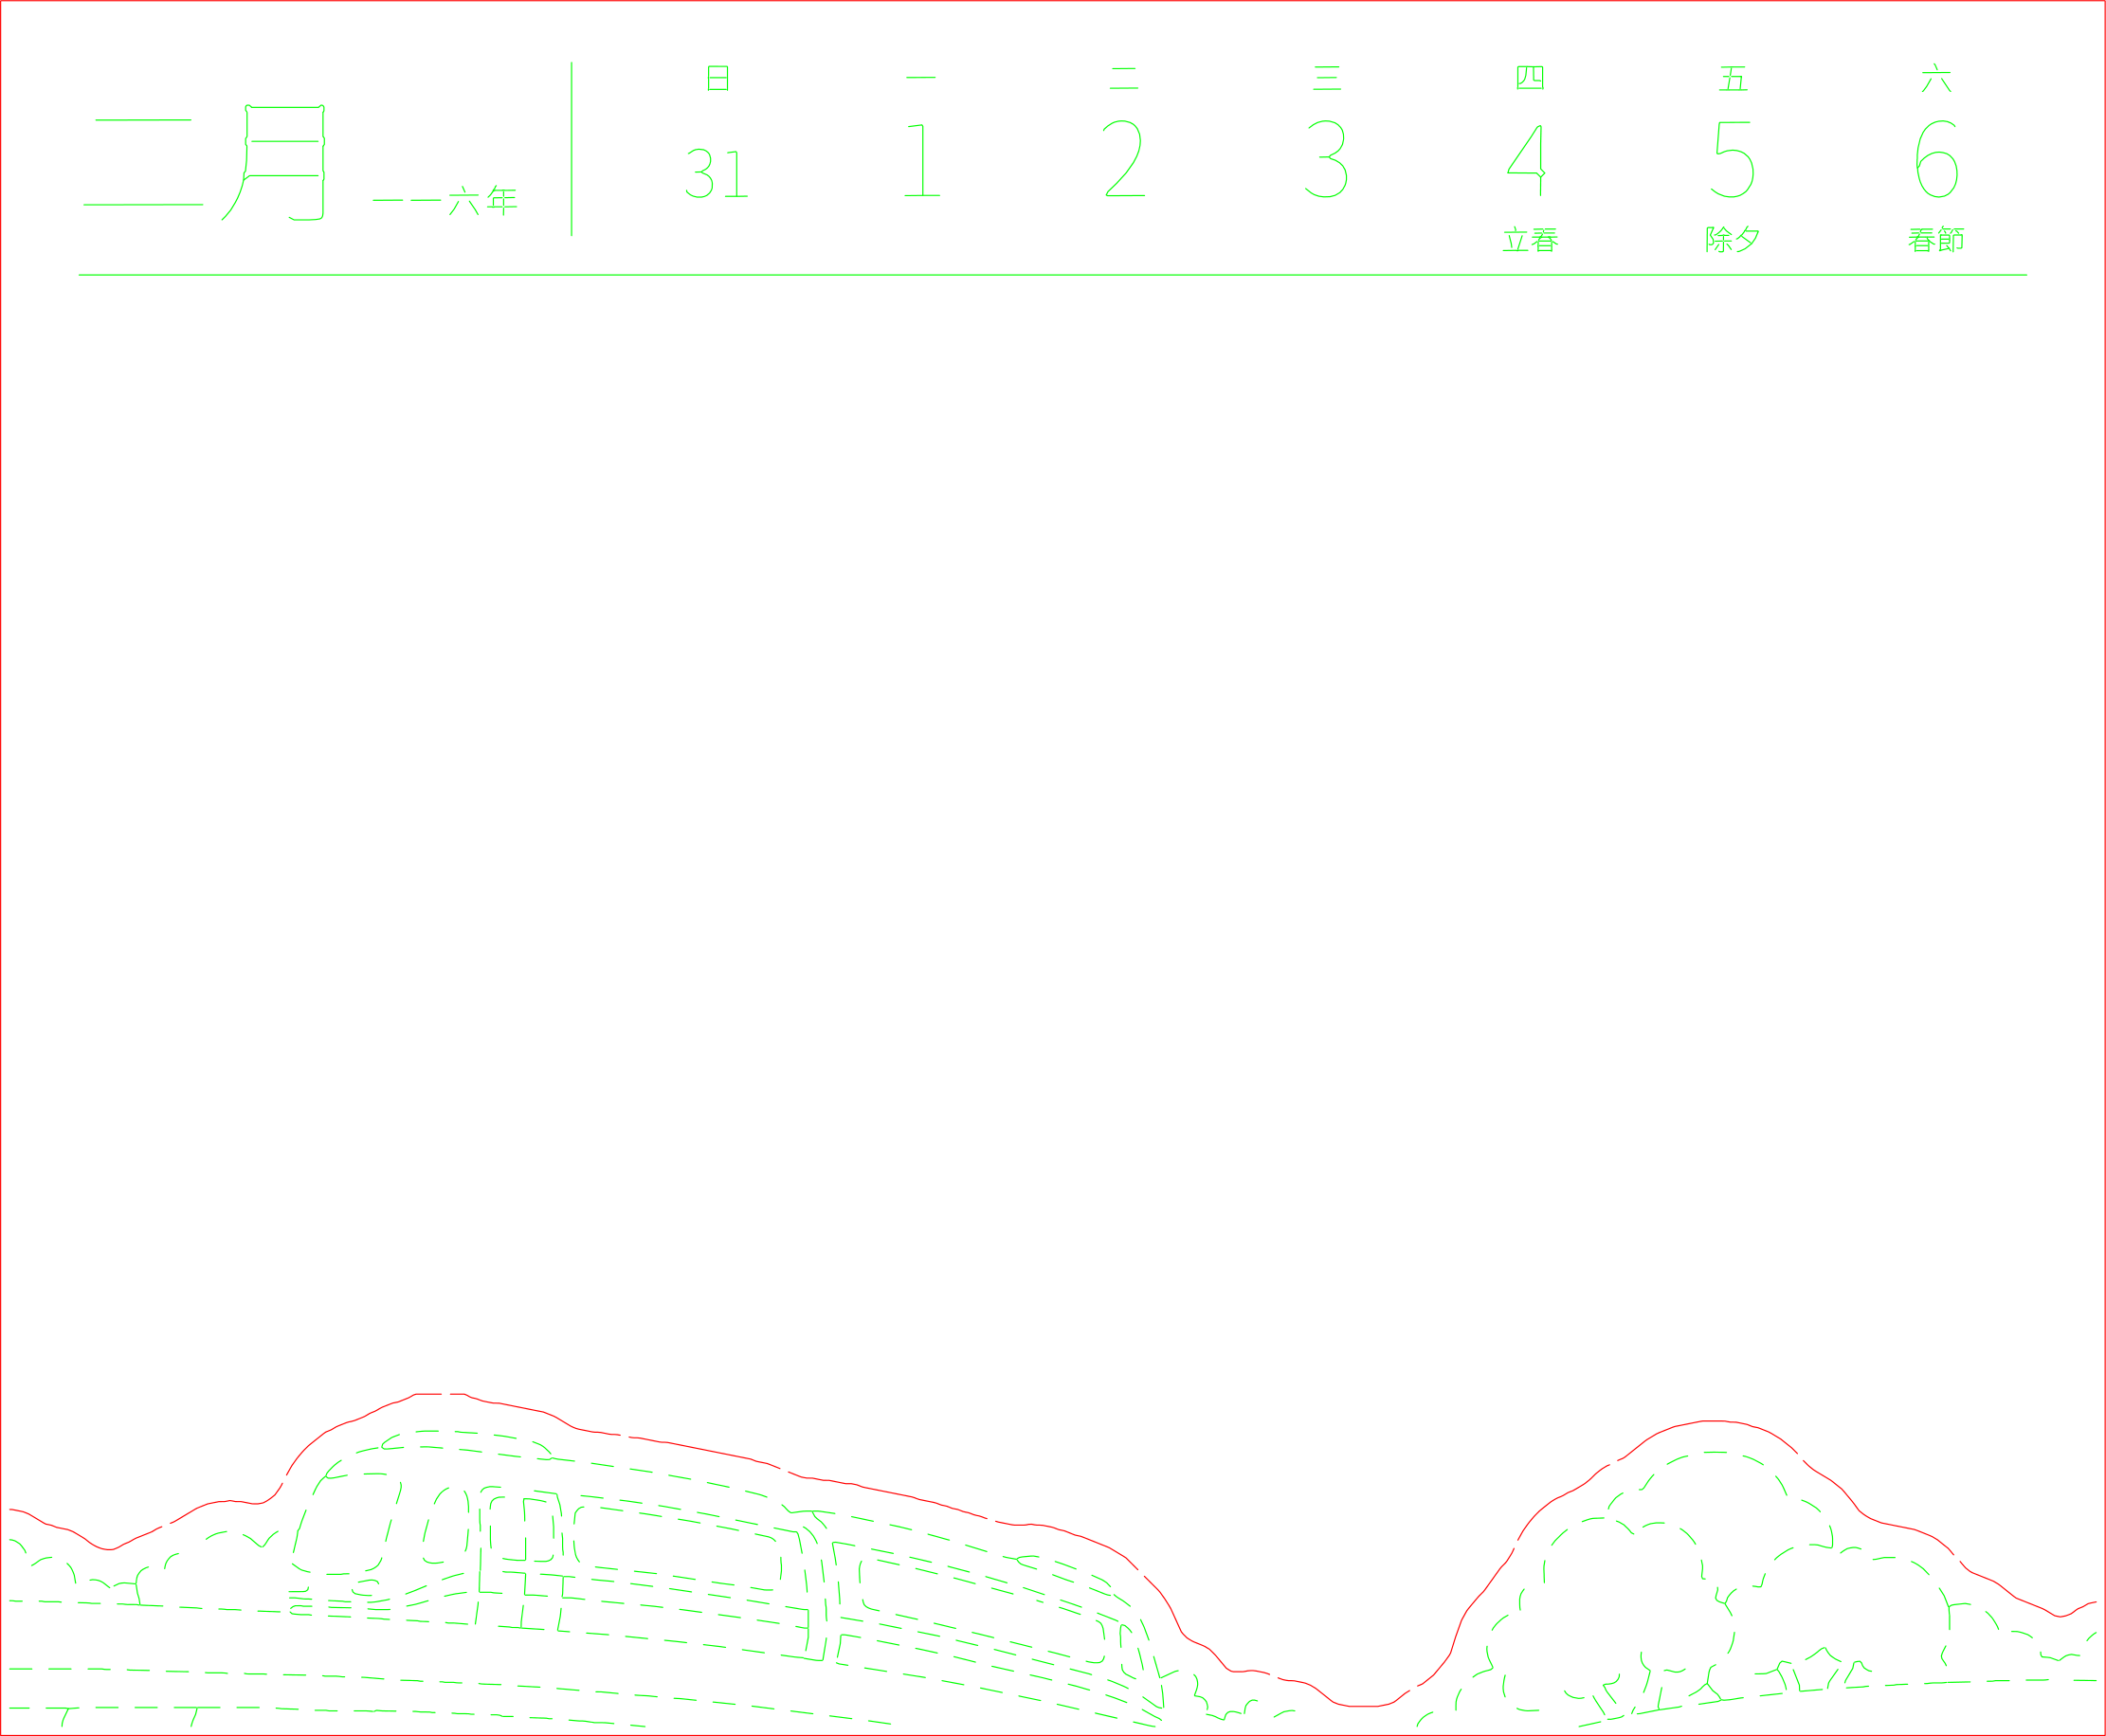 二月 一一六年
日 一 二 三 四 五 六
31 1 2 3 4 5 6
立春 除夕 春節